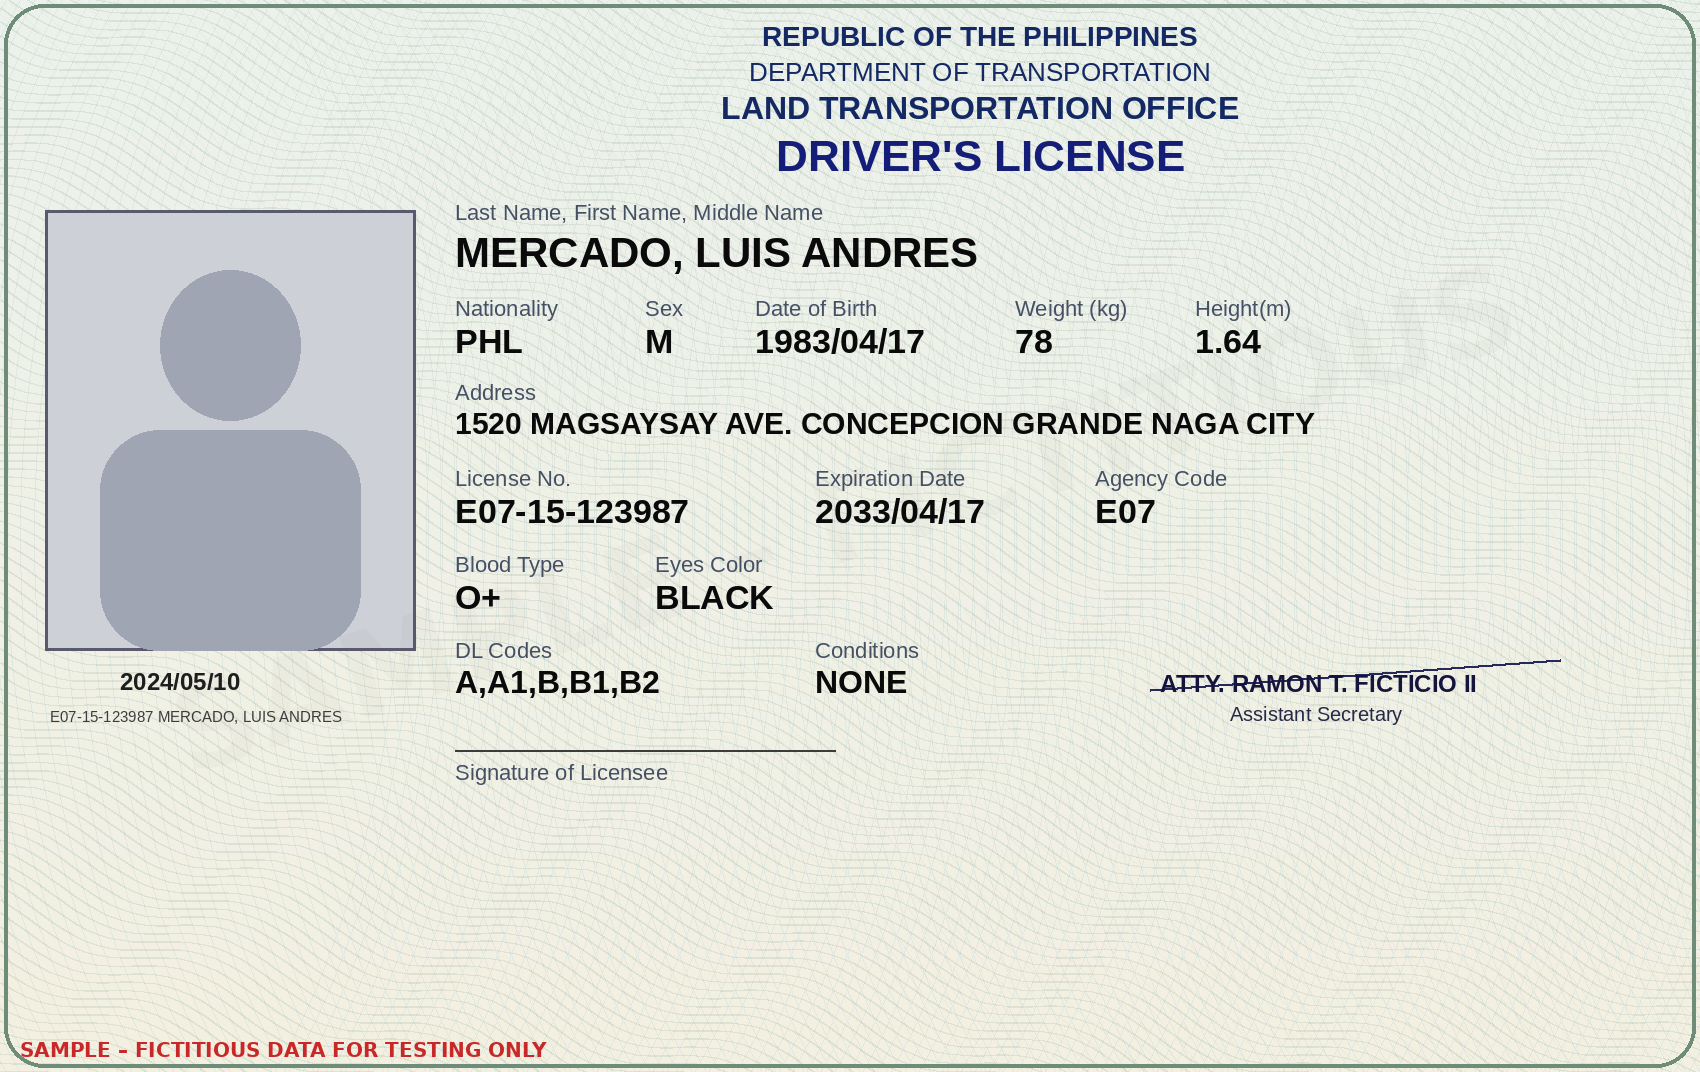 REPUBLIC OF THE PHILIPPINES
DEPARTMENT OF TRANSPORTATION
LAND TRANSPORTATION OFFICE
DRIVER'S LICENSE
Last Name, First Name, Middle Name
MERCADO, LUIS ANDRES
Nationality Sex Date of Birth Weight (kg) Height(m)
PHL M 1983/04/17 78 1.64
Address
1520 MAGSAYSAY AVE. CONCEPCION GRANDE NAGA CITY
License No. Expiration Date Agency Code
E07-15-123987 2033/04/17 E07
Blood Type Eyes Color
O+ BLACK
DL Codes Conditions
A,A1,B,B1,B2 NONE
2024/05/10
E07-15-123987 MERCADO, LUIS ANDRES
ATTY. RAMON T. FICTICIO II
Assistant Secretary
Signature of Licensee
SAMPLE – FICTITIOUS DATA FOR TESTING ONLY